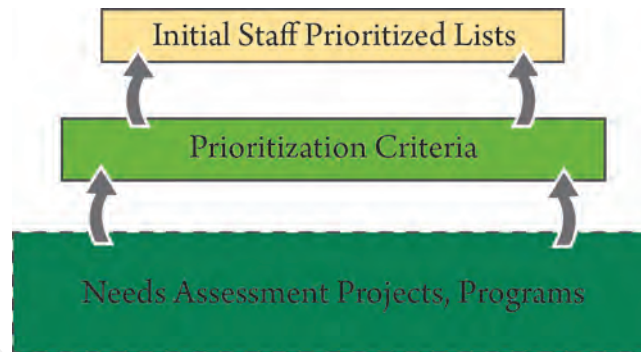 Initial Staff Prioritized Lists
Prioritization Criteria
Needs Assessment Projects, Programs